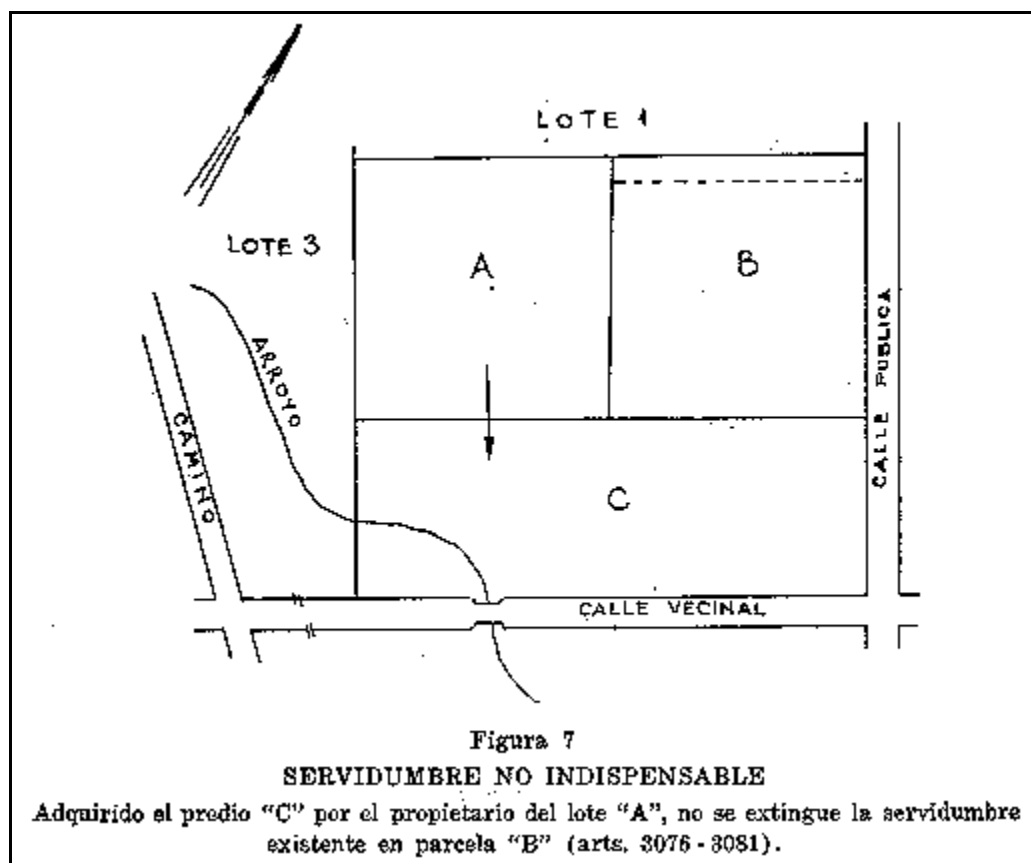 LOTE 1
LOTE 3
A
B
ARROYO
CAMINO
CALLE PUBLICA
C
CALLE VECINAL
Figura 7
SERVIDUMBRE NO INDISPENSABLE
Adquirido el predio "C" por el propietario del lote "A", no se extingue la servidumbre
existente en parcela "B" (arts. 3076 - 3081).